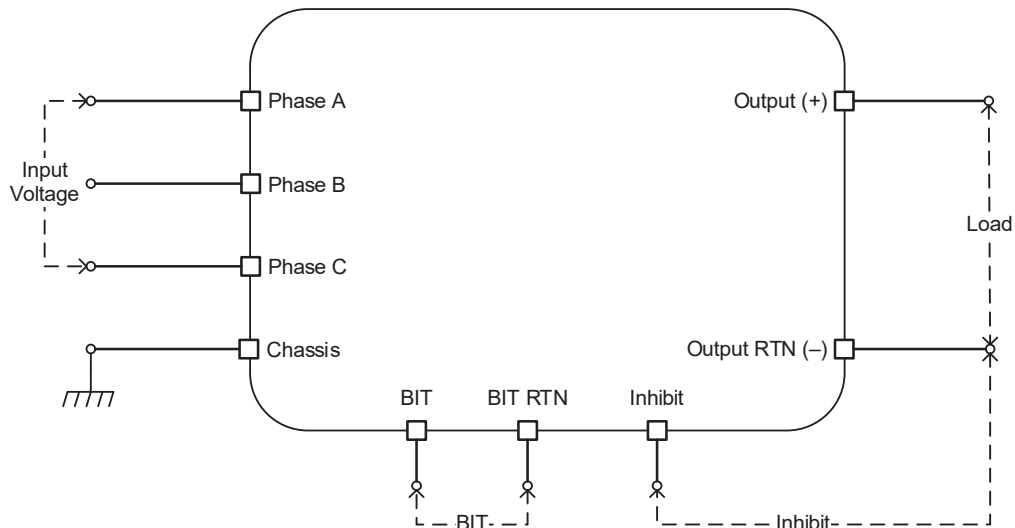 Phase A
Output (+)
Input
Voltage
Phase B
Load
Phase C
Chassis
Output RTN (–)
BIT
BIT RTN
Inhibit
BIT
Inhibit